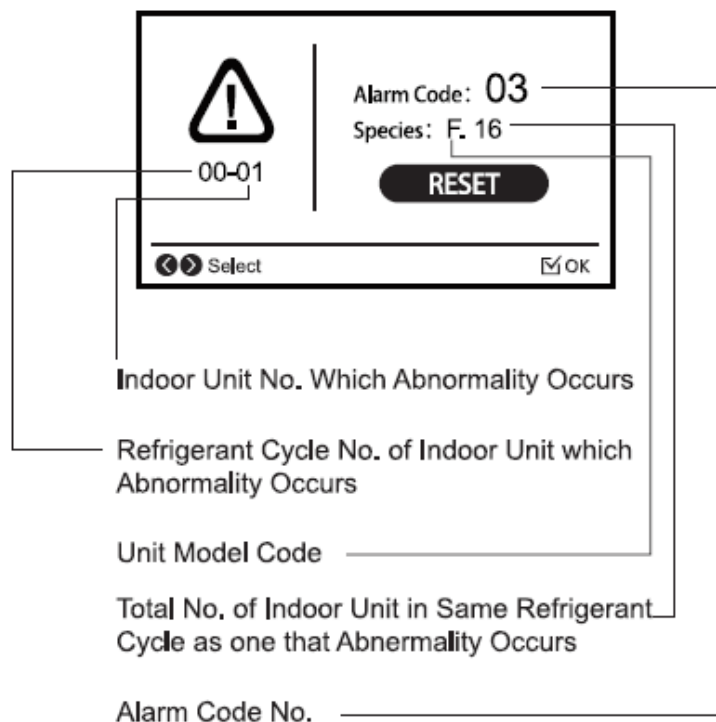 Alarm Code: 03
Species: F. 16
00-01
RESET
Select
OK
Indoor Unit No. Which Abnormality Occurs
Refrigerant Cycle No. of Indoor Unit which
Abnormality Occurs
Unit Model Code
Total No. of Indoor Unit in Same Refrigerant
Cycle as one that Abnermality Occurs
Alarm Code No.